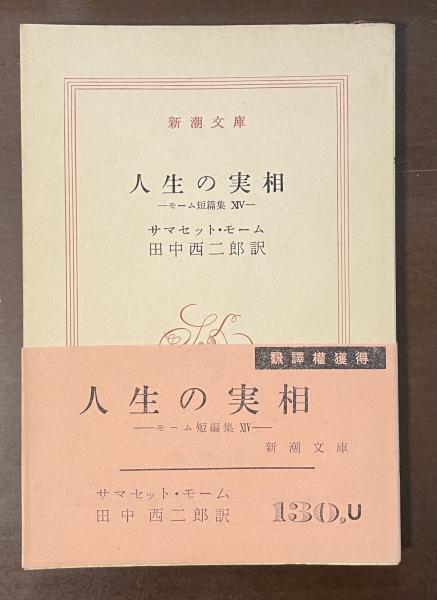 新潮文庫
人生の実相
―モーム短篇集 XIV―
サマセット・モーム
田中西二郎訳
飜譯權獲得
人生の実相
―モーム短編集 XIV―
新潮文庫
サマセット・モーム
田中西二郎訳
130,U